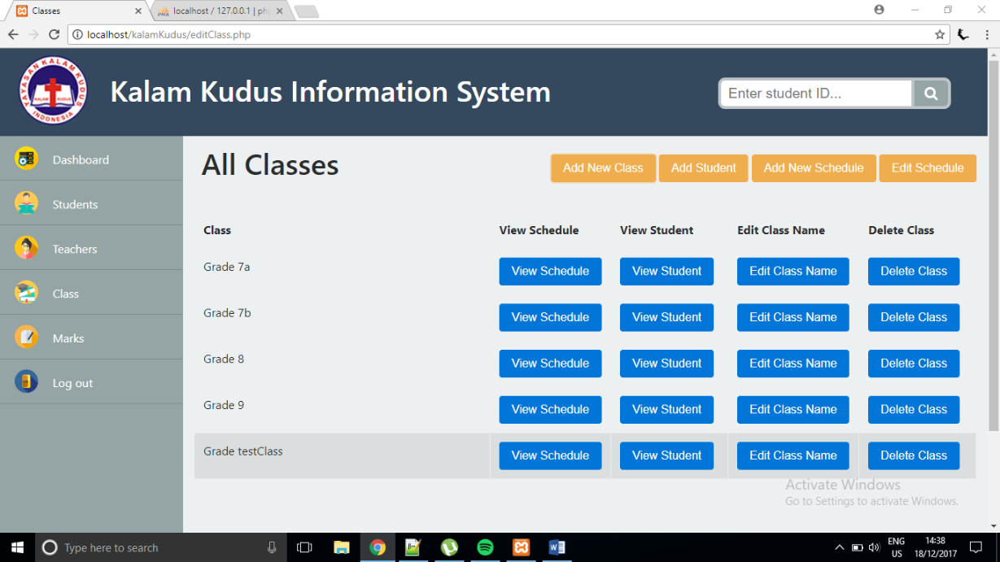 Classes
localhost / 127.0.0.1 | ph
localhost/kalamKudus/editClass.php
YAYASAN KALAM KUDUS
KALAM KUDUS
INDONESIA
Kalam Kudus Information System
Enter student ID...
Dashboard
Students
Teachers
Class
Marks
Log out
All Classes
Add New Class Add Student Add New Schedule Edit Schedule
Class View Schedule View Student Edit Class Name Delete Class
Grade 7a View Schedule View Student Edit Class Name Delete Class
Grade 7b View Schedule View Student Edit Class Name Delete Class
Grade 8 View Schedule View Student Edit Class Name Delete Class
Grade 9 View Schedule View Student Edit Class Name Delete Class
Grade testClass View Schedule View Student Edit Class Name Delete Class
Activate Windows
Go to Settings to activate Windows.
Type here to search
ENG
US
14:38
18/12/2017